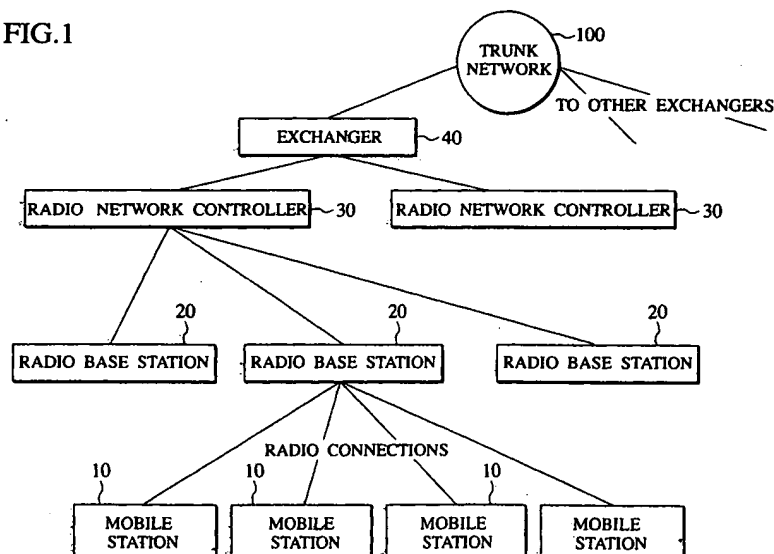 FIG.1
100
TRUNK
NETWORK
TO OTHER EXCHANGERS
EXCHANGER
40
RADIO NETWORK CONTROLLER
30
RADIO NETWORK CONTROLLER
30
20
20
20
RADIO BASE STATION
RADIO BASE STATION
RADIO BASE STATION
RADIO CONNECTIONS
10
10
10
MOBILE
STATION
MOBILE
STATION
MOBILE
STATION
MOBILE
STATION